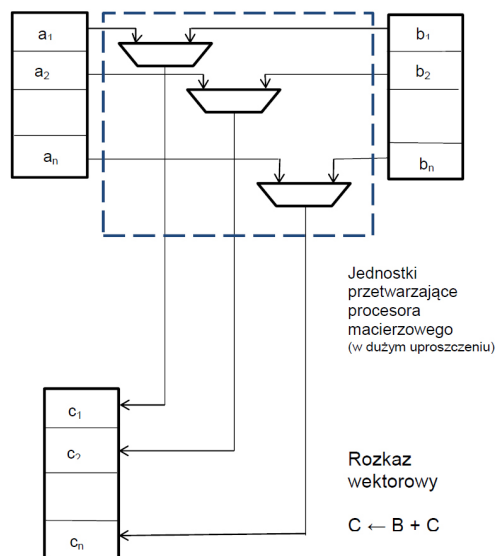 a1
b1
a2
b2
an
bn
Jednostki
przetwarzające
procesora
macierzowego
(w dużym uproszczeniu)
c1
c2
cn
Rozkaz
wektorowy
C ← B + C